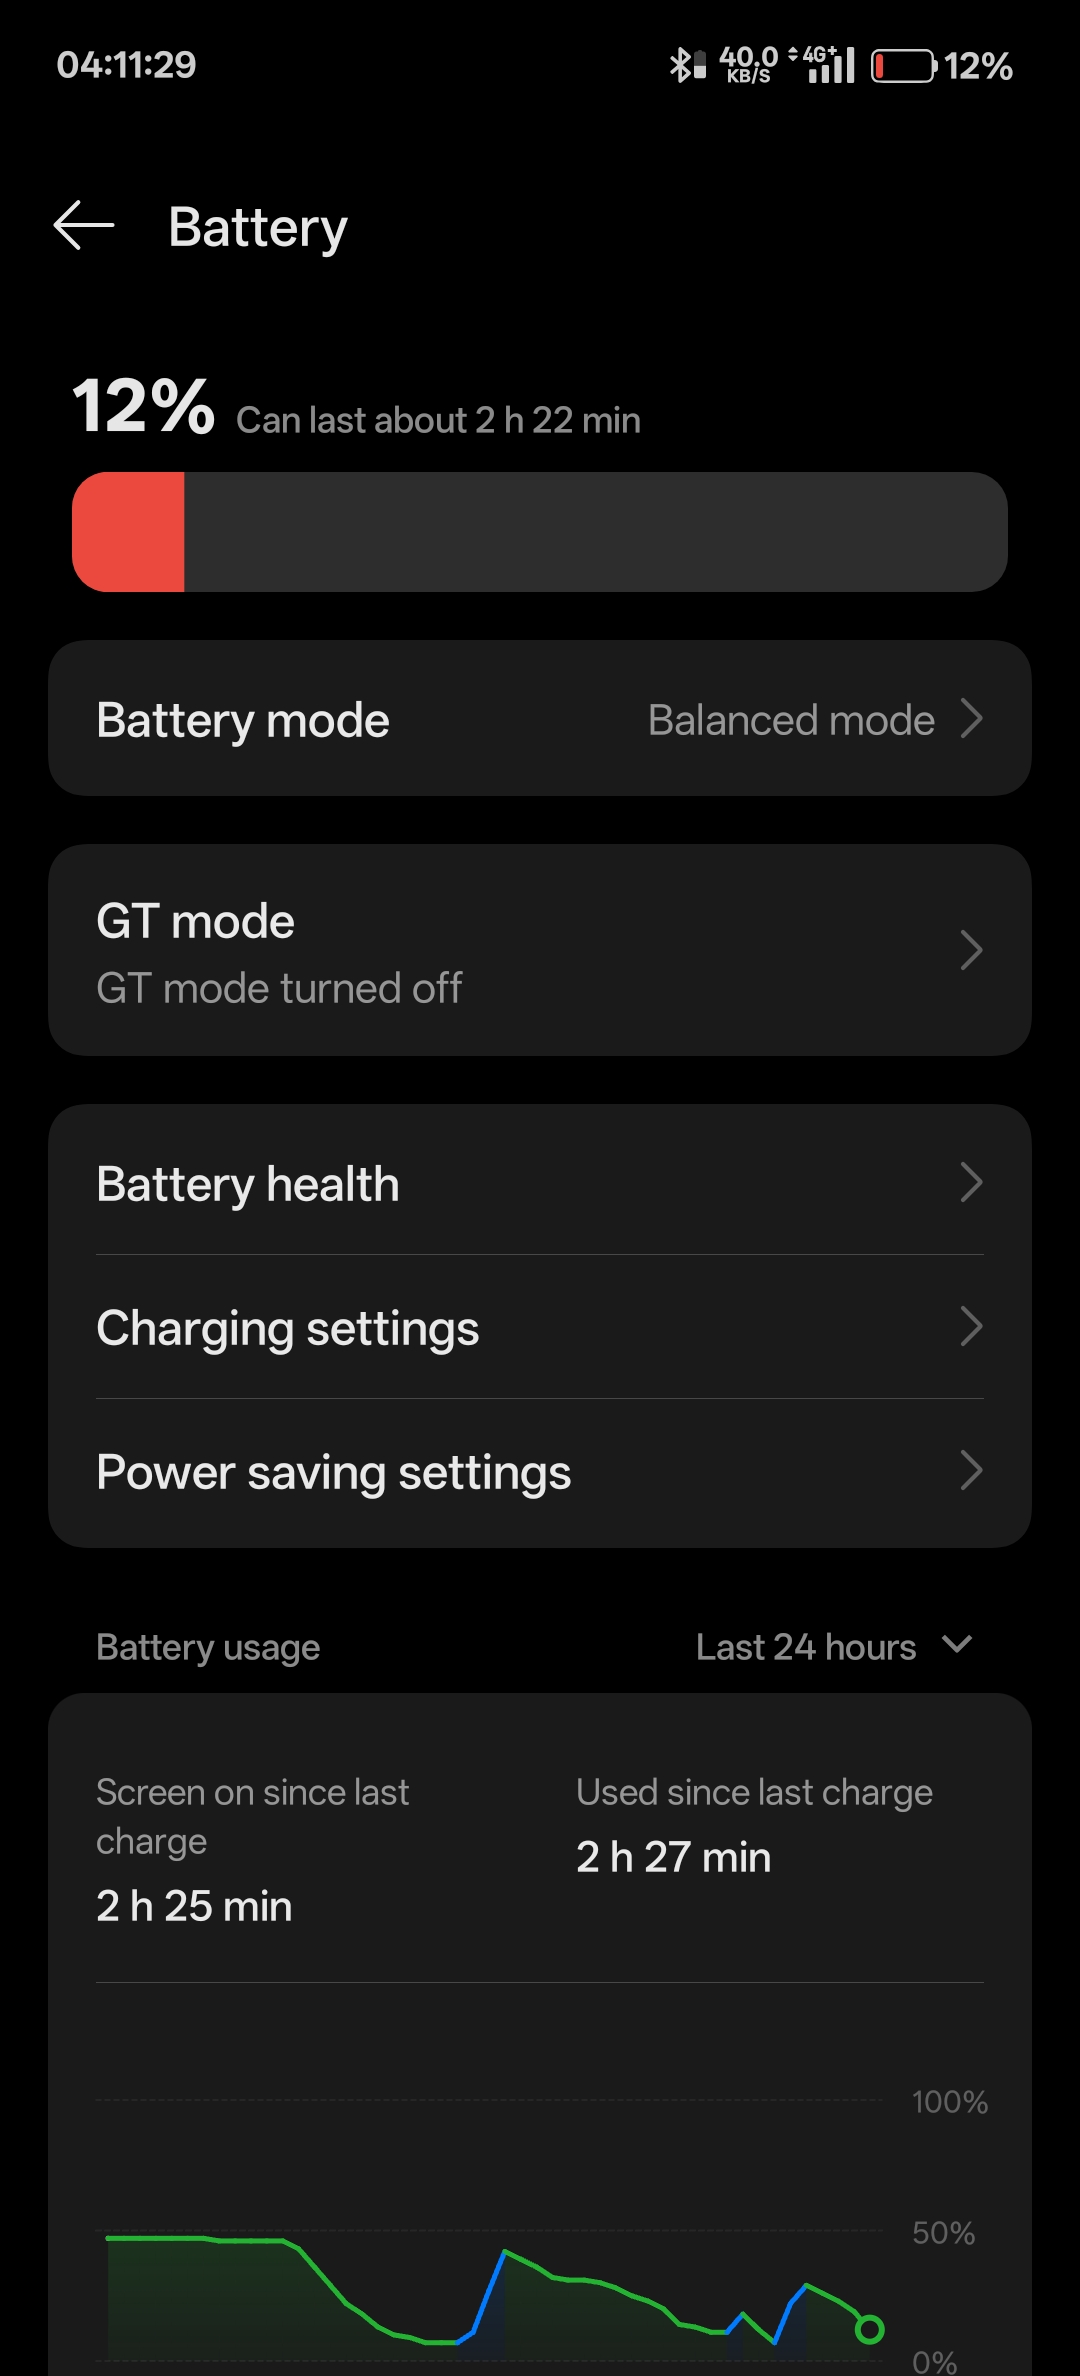 04:11:29 40.0 KB/S 4G+ 12%
Battery
12% Can last about 2 h 22 min
Battery mode Balanced mode
GT mode
GT mode turned off
Battery health
Charging settings
Power saving settings
Battery usage Last 24 hours
Screen on since last
charge
2 h 25 min
Used since last charge
2 h 27 min
100%
50%
0%